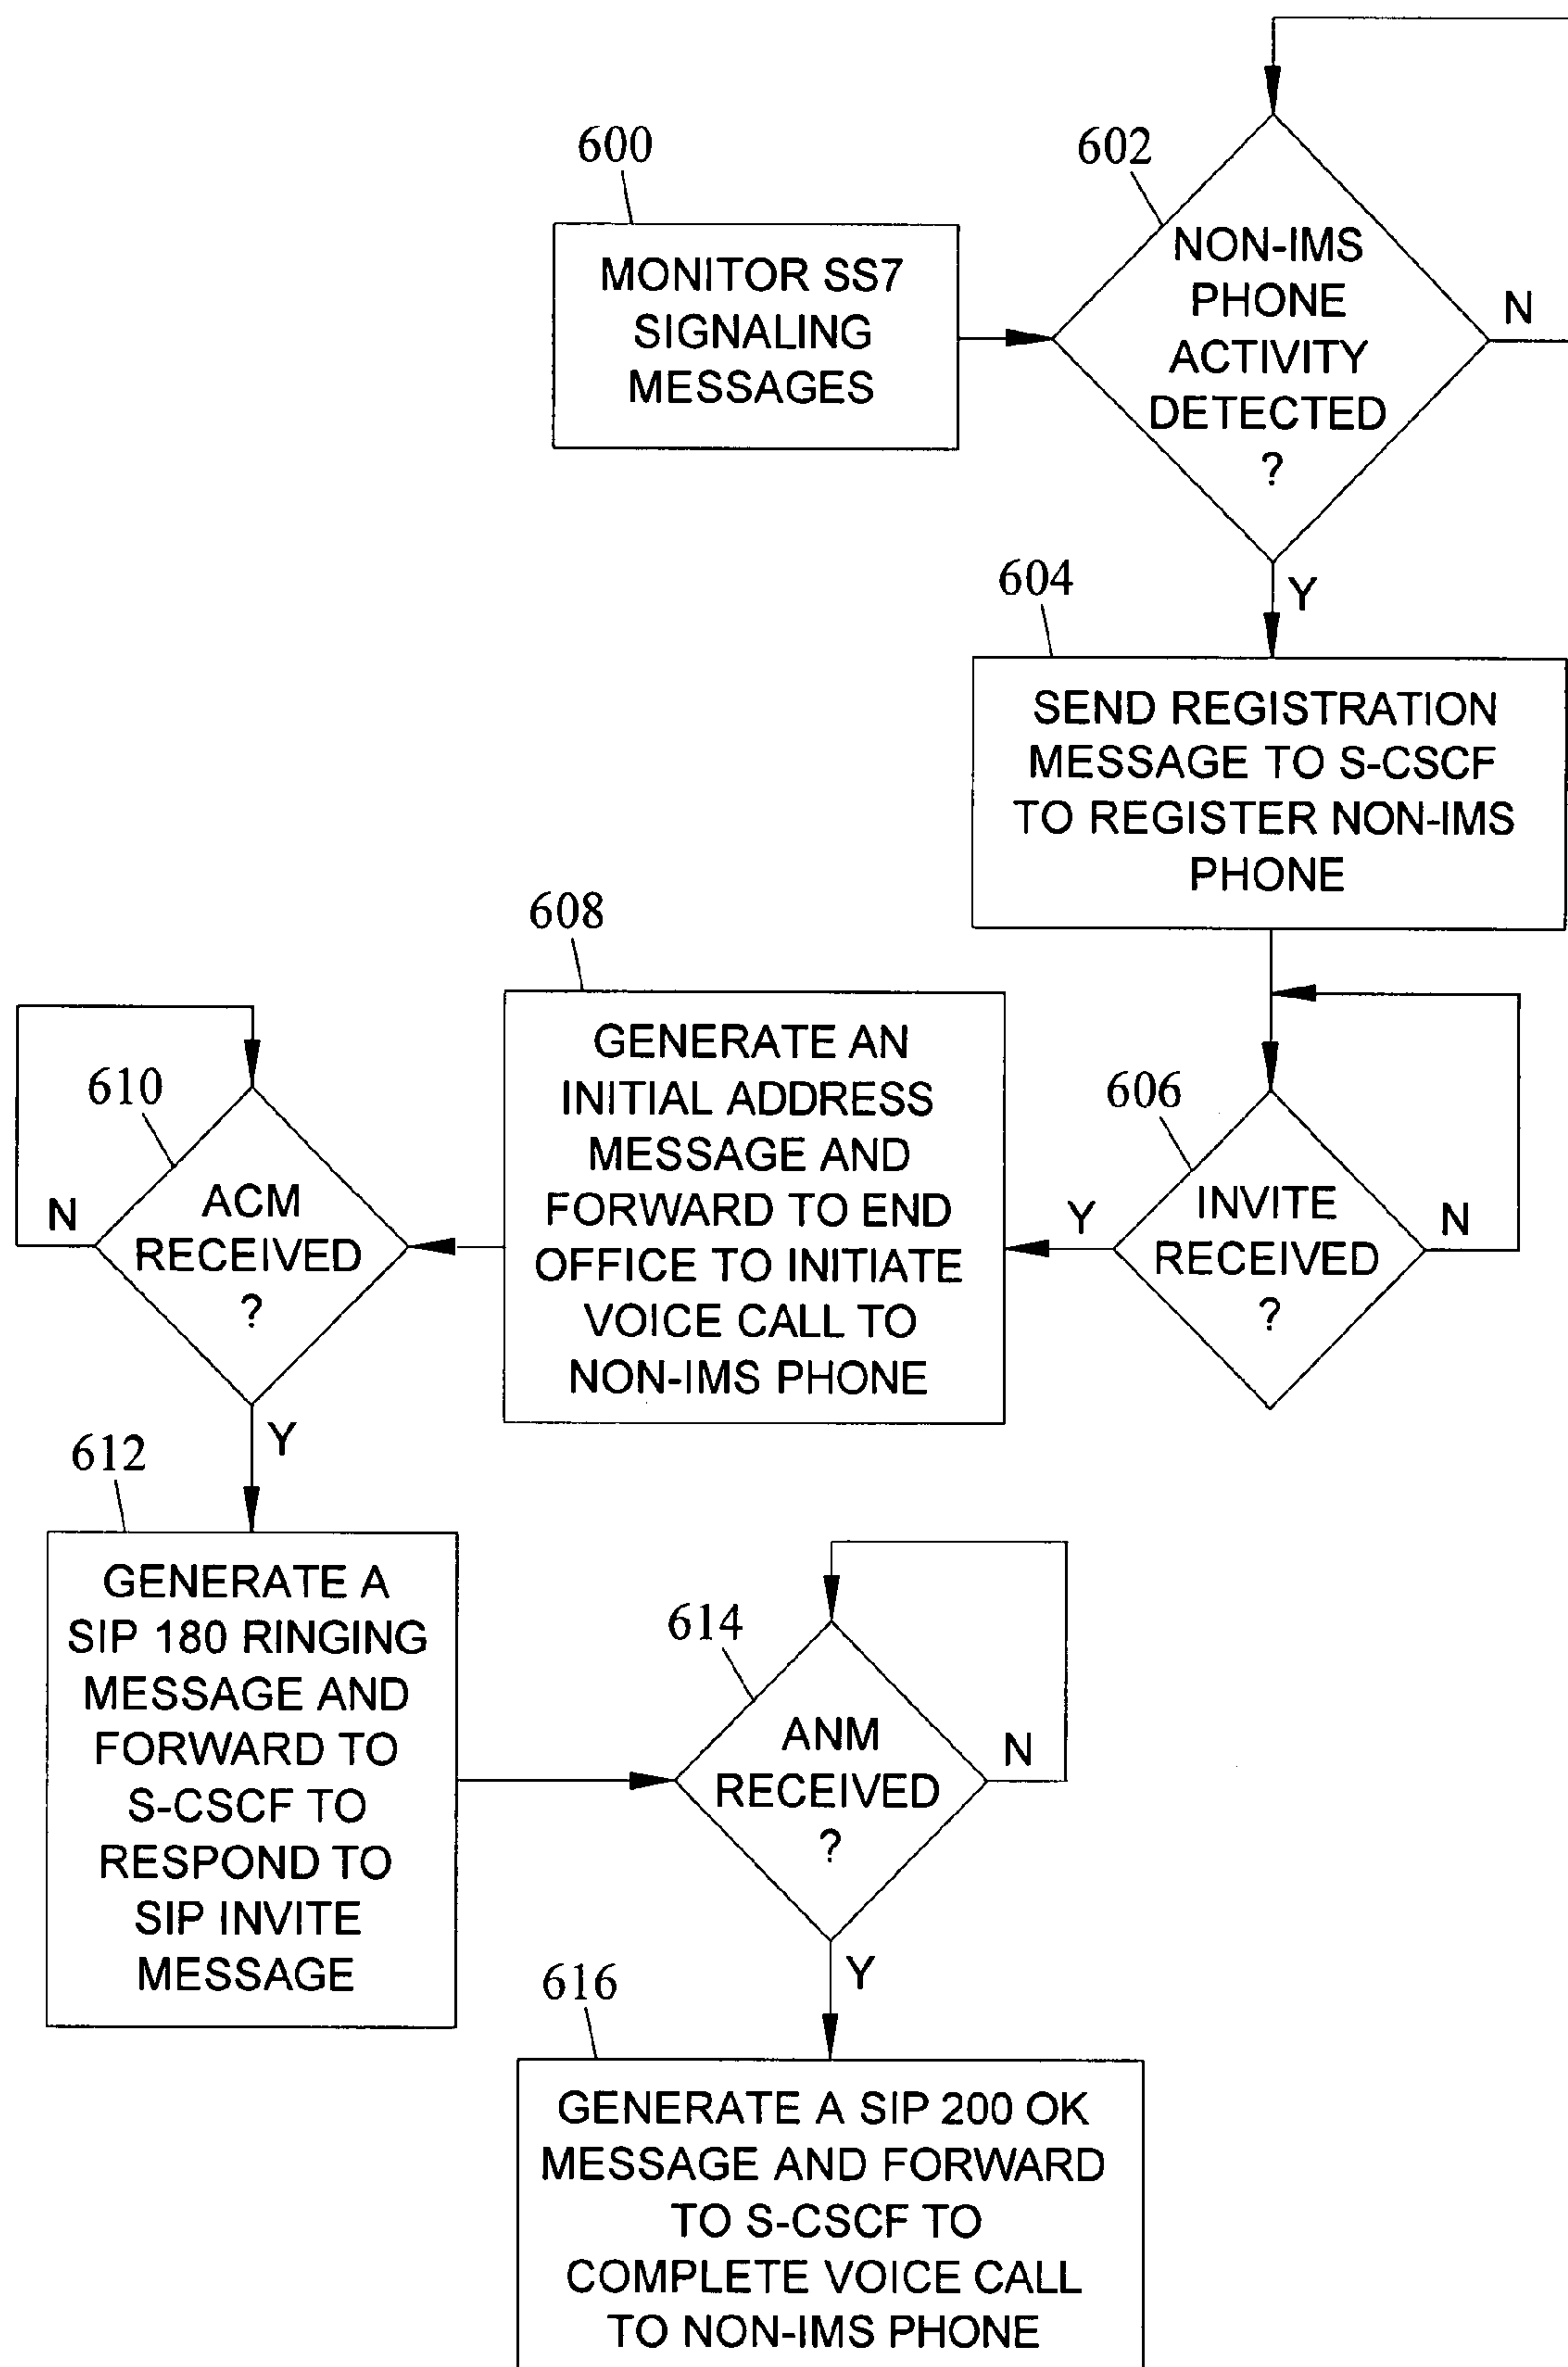 600
MONITOR SS7
SIGNALING
MESSAGES
602
NON-IMS
PHONE
ACTIVITY
DETECTED
?
N
Y
604
SEND REGISTRATION
MESSAGE TO S-CSCF
TO REGISTER NON-IMS
PHONE
606
INVITE
RECEIVED
?
N
Y
608
GENERATE AN
INITIAL ADDRESS
MESSAGE AND
FORWARD TO END
OFFICE TO INITIATE
VOICE CALL TO
NON-IMS PHONE
610
ACM
RECEIVED
?
N
Y
612
GENERATE A
SIP 180 RINGING
MESSAGE AND
FORWARD TO
S-CSCF TO
RESPOND TO
SIP INVITE
MESSAGE
614
ANM
RECEIVED
?
N
Y
616
GENERATE A SIP 200 OK
MESSAGE AND FORWARD
TO S-CSCF TO
COMPLETE VOICE CALL
TO NON-IMS PHONE